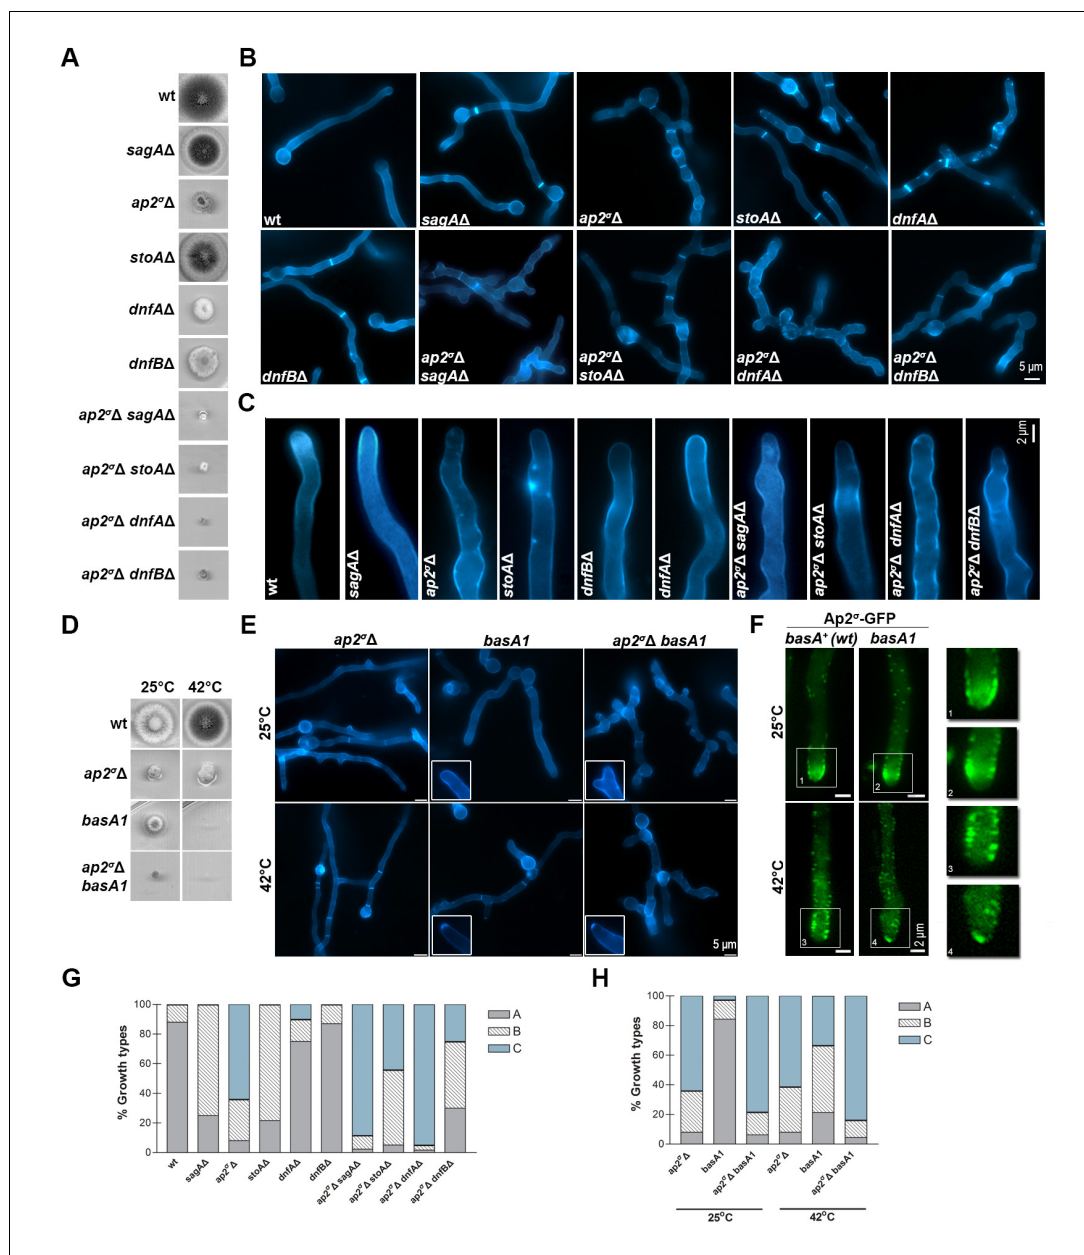 A
wt
sagAΔ
ap2σΔ
stoAΔ
dnfAΔ
dnfBΔ
ap2σΔ sagAΔ
ap2σΔ stoAΔ
ap2σΔ dnfAΔ
ap2σΔ dnfBΔ
B
wt
sagAΔ
ap2σΔ
stoAΔ
dnfAΔ
dnfBΔ
ap2σΔ
sagAΔ
ap2σΔ
stoAΔ
ap2σΔ
dnfAΔ
ap2σΔ
dnfBΔ
5 µm
C
wt
sagAΔ
ap2σΔ
stoAΔ
dnfBΔ
dnfAΔ
ap2σΔ sagAΔ
ap2σΔ stoAΔ
ap2σΔ dnfAΔ
ap2σΔ dnfBΔ
2 µm
D
25°C 42°C
wt
ap2σΔ
basA1
ap2σΔ
basA1
E
ap2σΔ basA1 ap2σΔ basA1
25°C
42°C
5 µm
F
Ap2σ-GFP
basA+ (wt) basA1
25°C
42°C
1
2
3
4
2 µm
1
2
3
4
G
% Growth types
100
80
60
40
20
0
wt
sagAΔ
ap2σΔ
stoAΔ
dnfAΔ
dnfBΔ
ap2σΔ sagAΔ
ap2σΔ stoAΔ
ap2σΔ dnfAΔ
ap2σΔ dnfBΔ
A
B
C
H
% Growth types
100
80
60
40
20
0
ap2σΔ
basA1
ap2σΔ basA1
ap2σΔ
basA1
ap2σΔ basA1
25°C
42°C
A
B
C